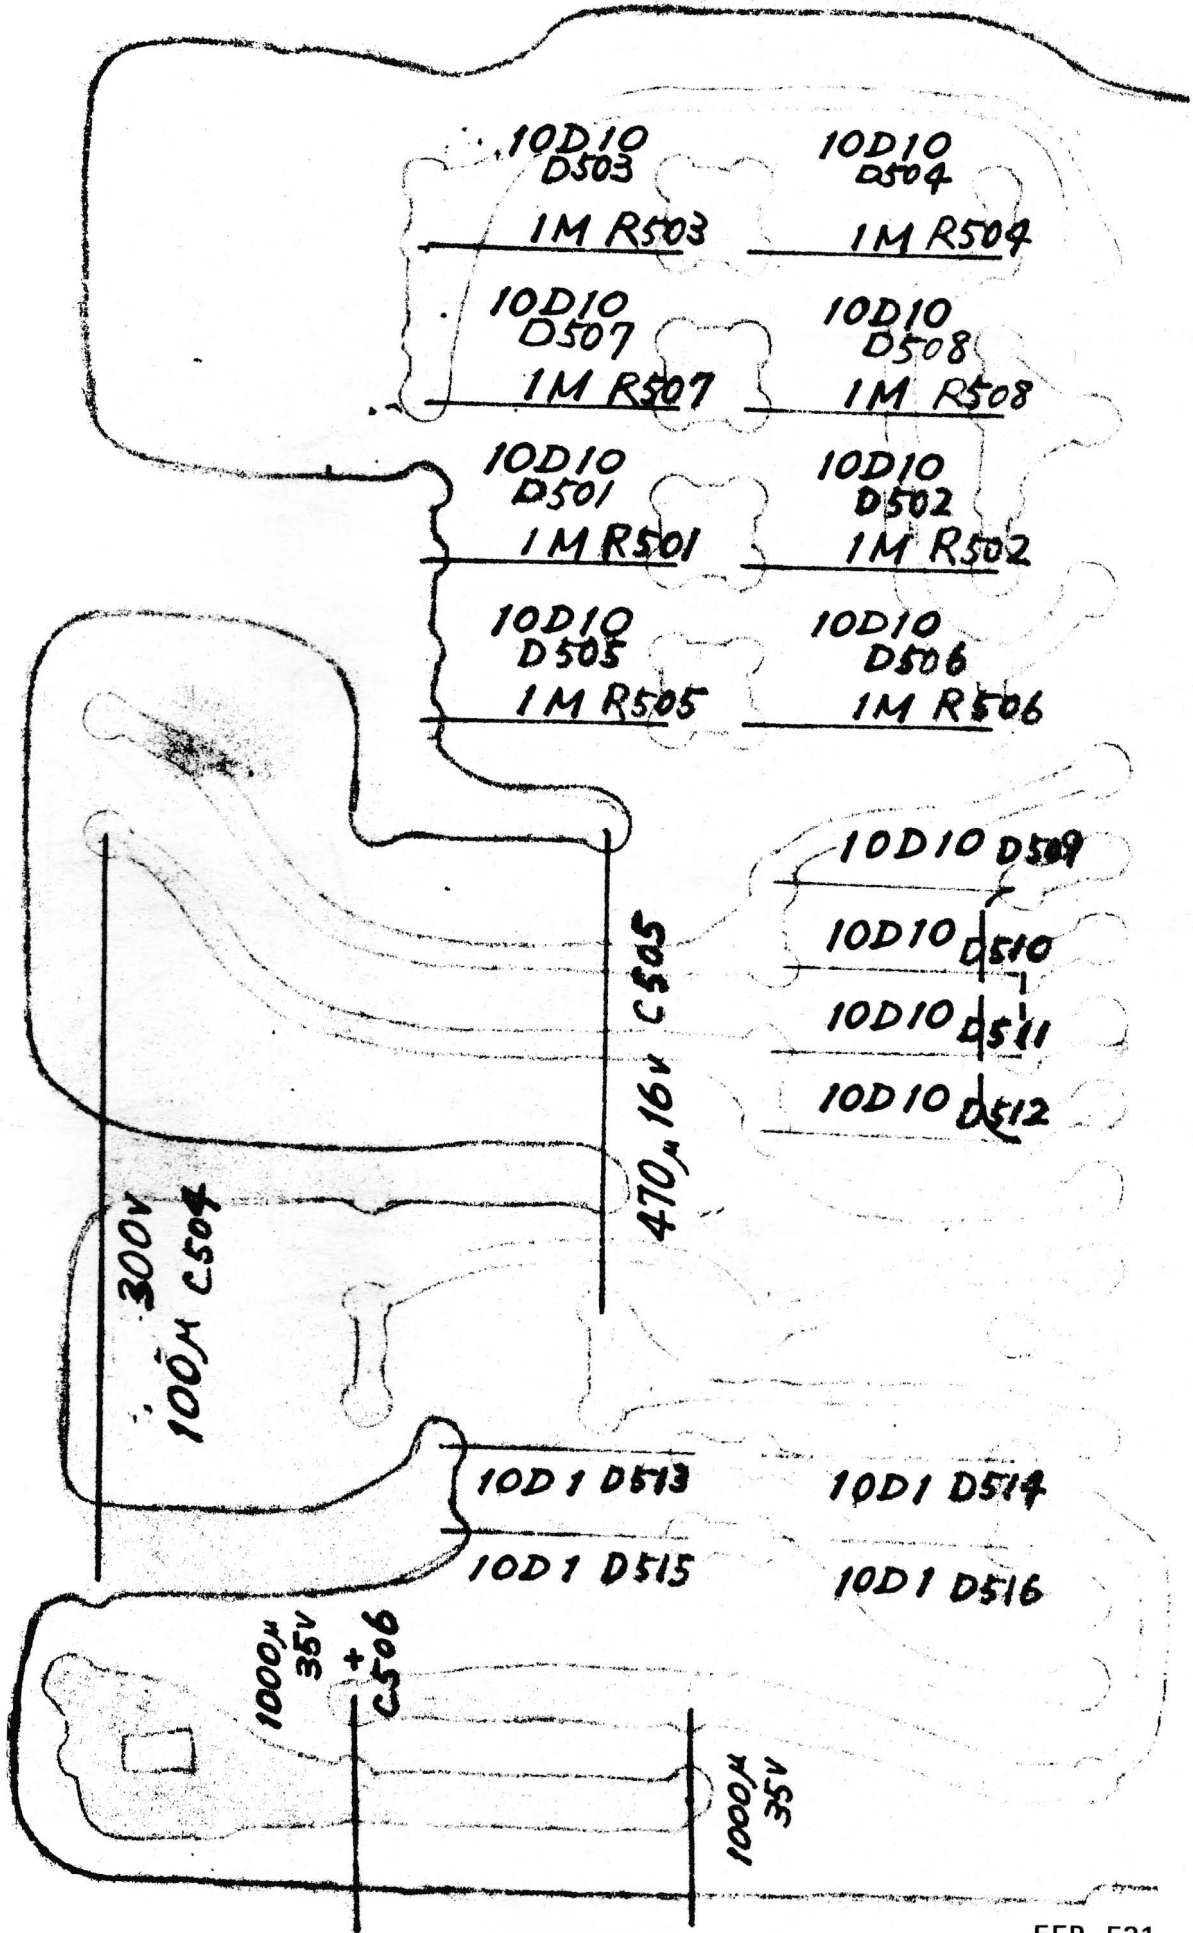 10D10
D503
10D10
D504
1M R503
1M R504
10D10
D507
10D10
D508
1M R507
1M R508
10D10
D501
10D10
D502
1M R501
1M R502
10D10
D505
10D10
D506
1M R505
1M R506
10D10 D509
10D10 D510
10D10 D511
10D10 D512
470μ 16V C505
300V
100μ C504
10D1 D513
10D1 D514
10D1 D515
10D1 D516
1000μ
35V
+
C506
1000μ
35V